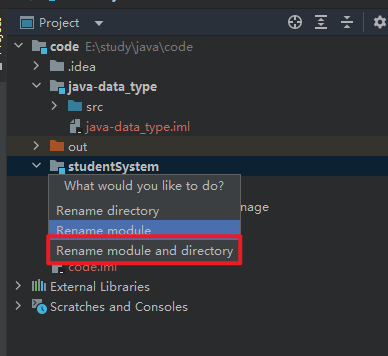 Project
code E:\study\java\code
.idea
java-data_type
src
java-data_type.iml
out
studentSystem
What would you like to do?
Rename directory
nage
Rename module
Rename module and directory
code.iml
External Libraries
Scratches and Consoles